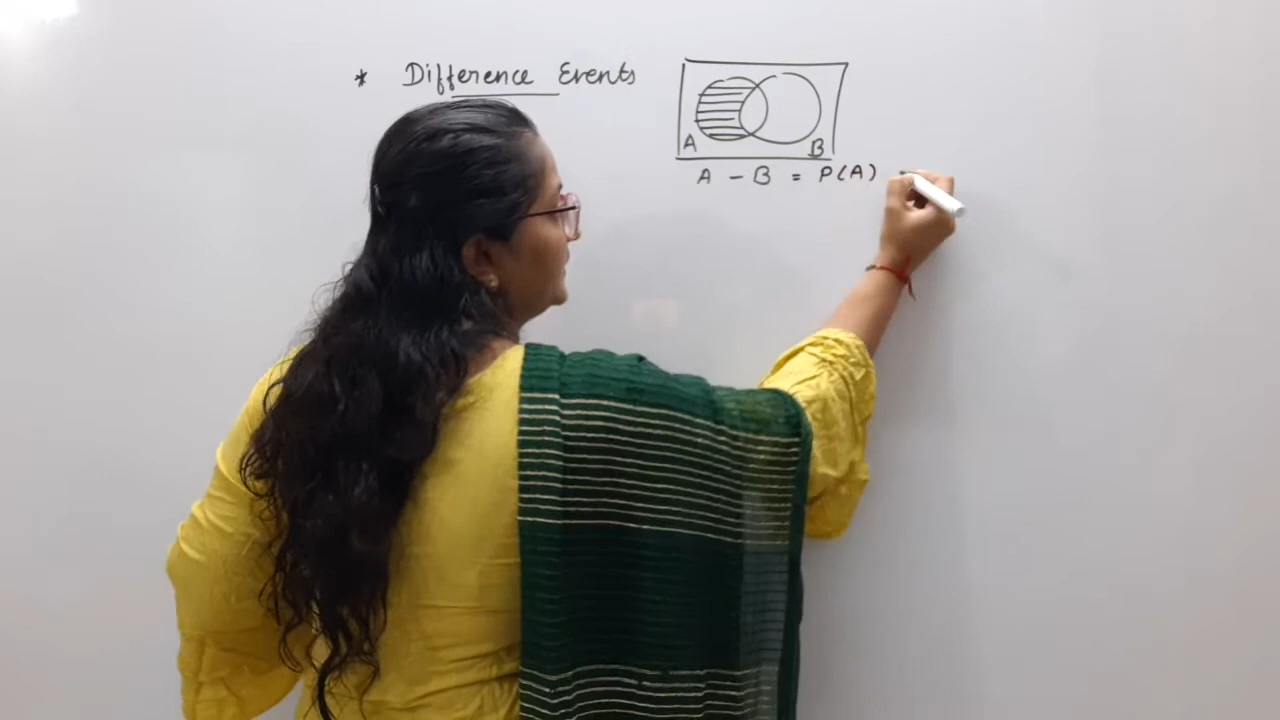 * Difference Events
A B
A - B = P(A)